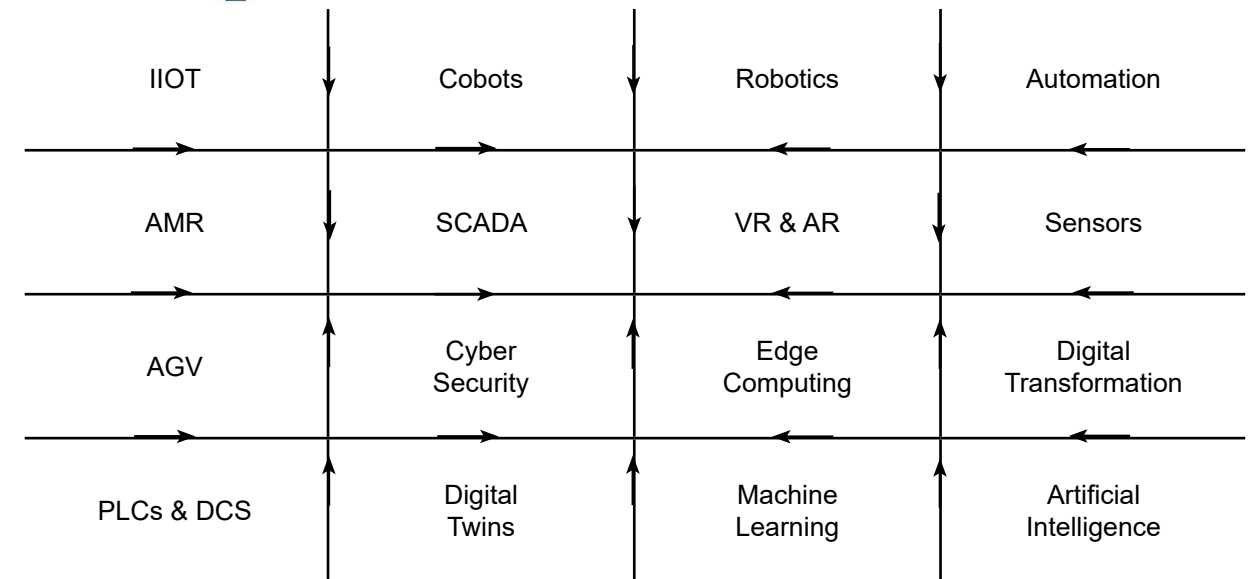 IIOT
Cobots
Robotics
Automation
AMR
SCADA
VR & AR
Sensors
AGV
Cyber
Security
Edge
Computing
Digital
Transformation
PLCs & DCS
Digital
Twins
Machine
Learning
Artificial
Intelligence